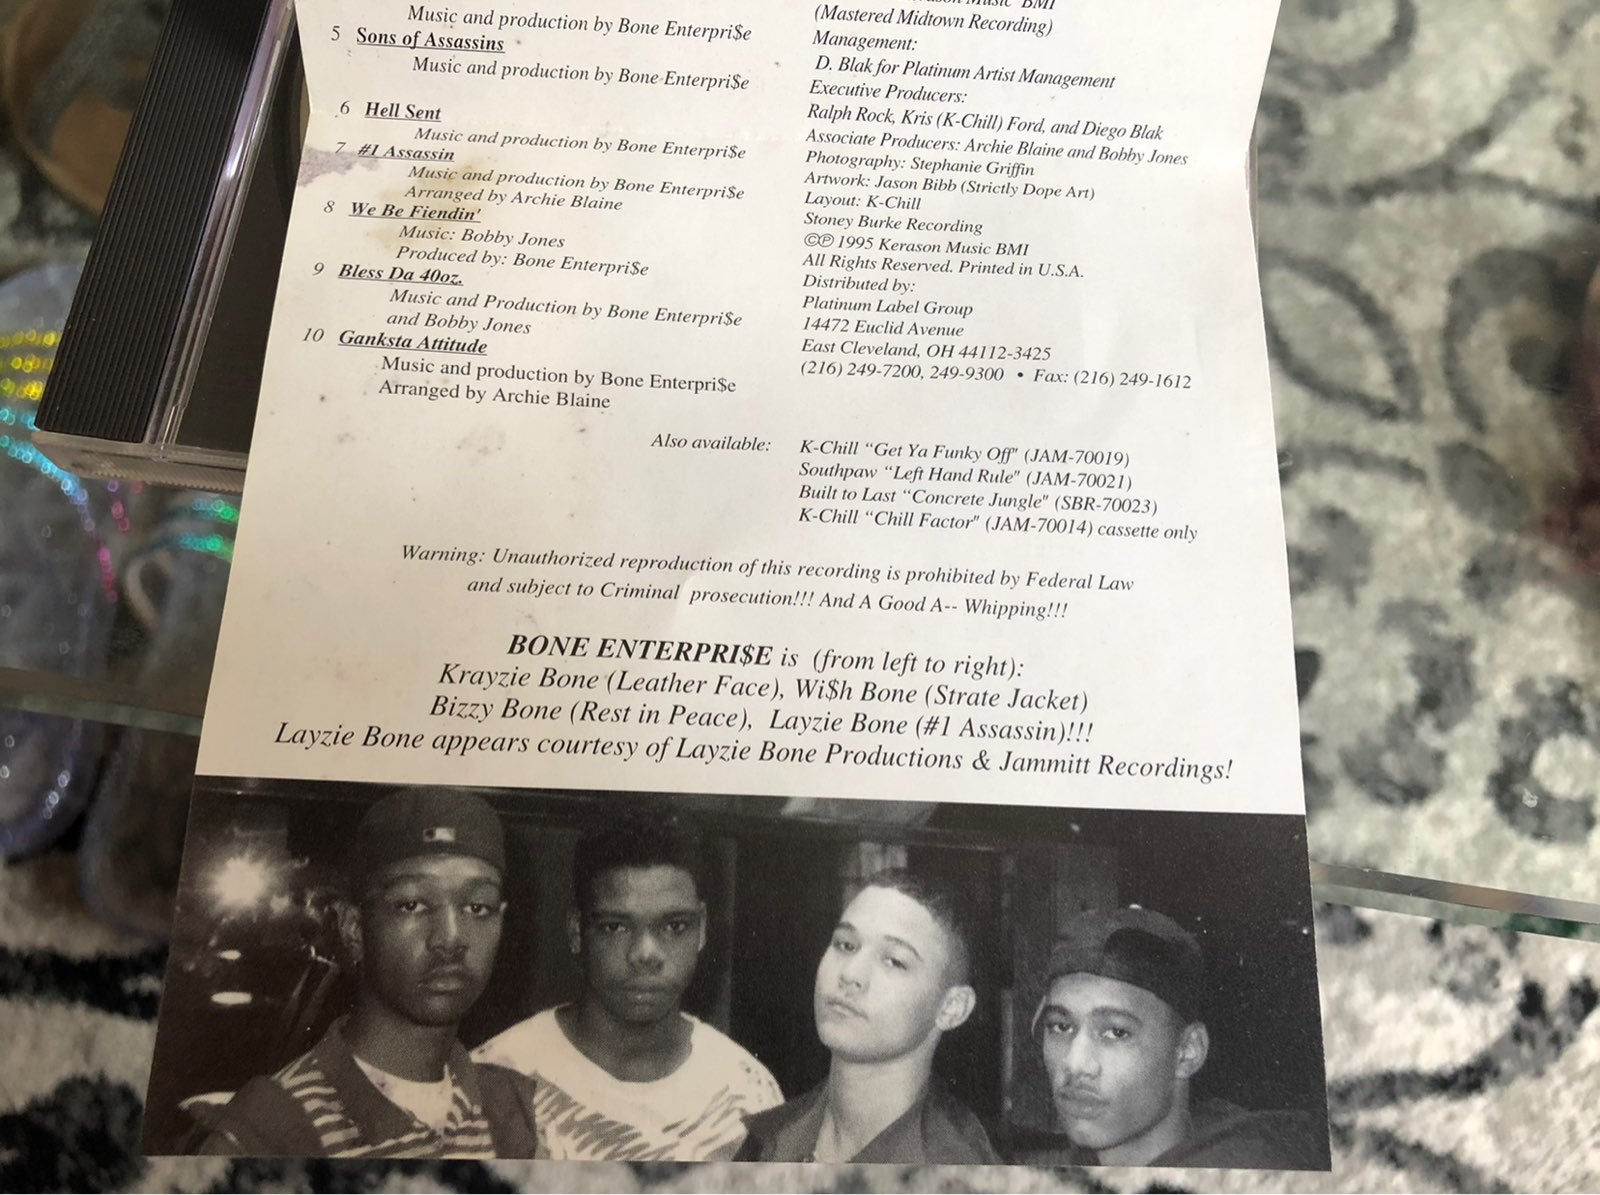 Music and production by Bone Enterpri$e
5 Sons of Assassins
Music and production by Bone Enterpri$e
6 Hell Sent
Music and production by Bone Enterpri$e
7 #1 Assassin
Music and production by Bone Enterpri$e
Arranged by Archie Blaine
8 We Be Fiendin'
Music: Bobby Jones
Produced by: Bone Enterpri$e
9 Bless Da 40oz.
Music and Production by Bone Enterpri$e
and Bobby Jones
10 Ganksta Attitude
Music and production by Bone Enterpri$e
Arranged by Archie Blaine
Music BMI
(Mastered Midtown Recording)
Management:
D. Blak for Platinum Artist Management
Executive Producers:
Ralph Rock, Kris (K-Chill) Ford, and Diego Blak
Associate Producers: Archie Blaine and Bobby Jones
Photography: Stephanie Griffin
Artwork: Jason Bibb (Strictly Dope Art)
Layout: K-Chill
Stoney Burke Recording
©℗ 1995 Kerason Music BMI
All Rights Reserved. Printed in U.S.A.
Distributed by:
Platinum Label Group
14472 Euclid Avenue
East Cleveland, OH 44112-3425
(216) 249-7200, 249-9300 • Fax: (216) 249-1612
Also available: K-Chill “Get Ya Funky Off" (JAM-70019)
Southpaw “Left Hand Rule" (JAM-70021)
Built to Last “Concrete Jungle" (SBR-70023)
K-Chill “Chill Factor" (JAM-70014) cassette only
Warning: Unauthorized reproduction of this recording is prohibited by Federal Law
and subject to Criminal prosecution!!! And A Good A-- Whipping!!!
BONE ENTERPRI$E is (from left to right):
Krayzie Bone (Leather Face), Wi$h Bone (Strate Jacket)
Bizzy Bone (Rest in Peace), Layzie Bone (#1 Assassin)!!!
Layzie Bone appears courtesy of Layzie Bone Productions & Jammitt Recordings!